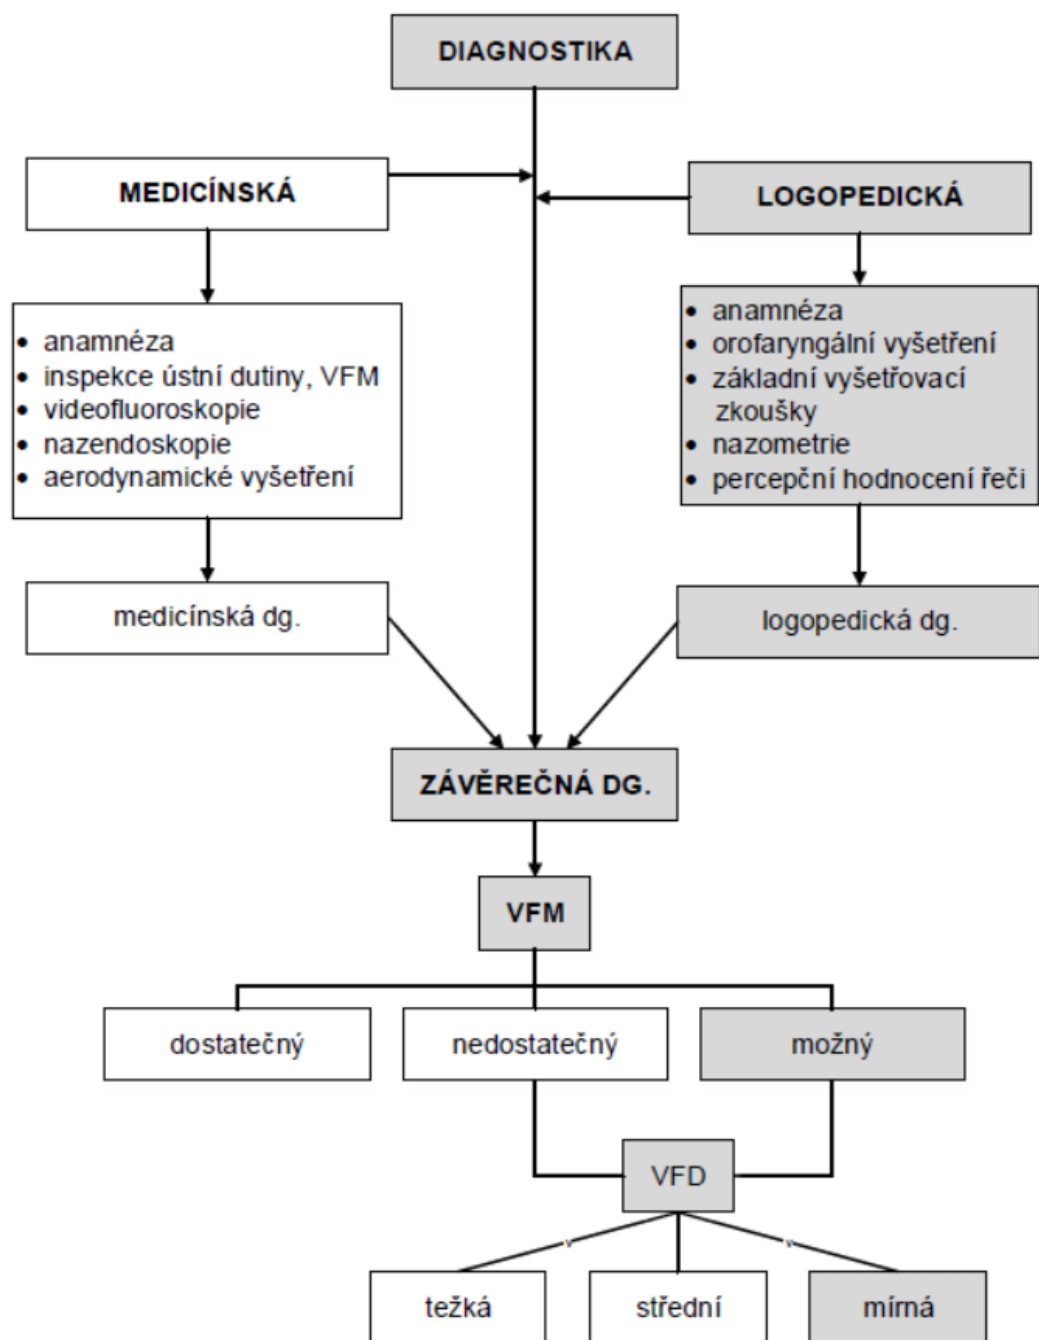 DIAGNOSTIKA
MEDICÍNSKÁ
LOGOPEDICKÁ
• anamnéza
• inspekce ústní dutiny, VFM
• videofluoroskopie
• nazendoskopie
• aerodynamické vyšetření
• anamnéza
• orofaryngální vyšetření
• základní vyšetřovací
zkoušky
• nazometrie
• percepční hodnocení řeči
medicínská dg.
logopedická dg.
ZÁVĚREČNÁ DG.
VFM
dostatečný
nedostatečný
možný
VFD
težká
střední
mírná